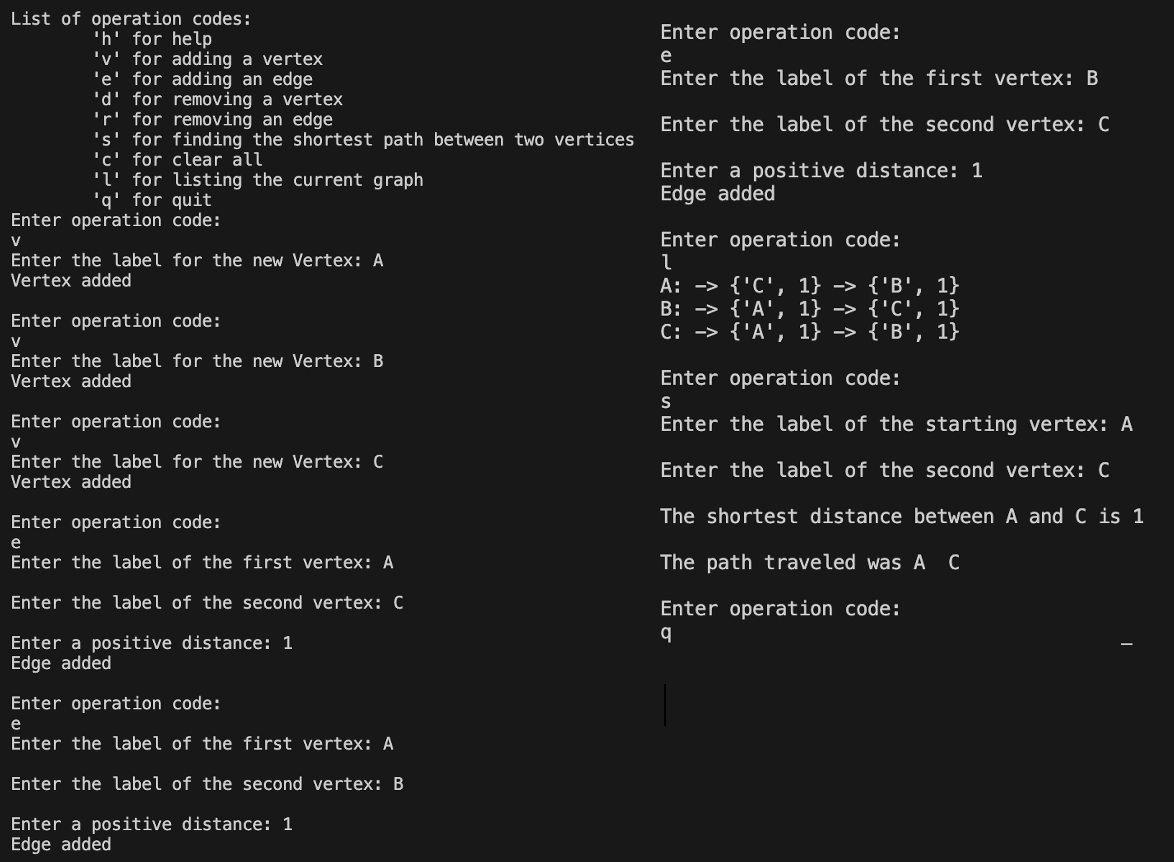 List of operation codes:
'h' for help
'v' for adding a vertex
'e' for adding an edge
'd' for removing a vertex
'r' for removing an edge
's' for finding the shortest path between two vertices
'c' for clear all
'l' for listing the current graph
'q' for quit
Enter operation code:
v
Enter the label for the new Vertex: A
Vertex added
Enter operation code:
v
Enter the label for the new Vertex: B
Vertex added
Enter operation code:
v
Enter the label for the new Vertex: C
Vertex added
Enter operation code:
e
Enter the label of the first vertex: A
Enter the label of the second vertex: C
Enter a positive distance: 1
Edge added
Enter operation code:
e
Enter the label of the first vertex: A
Enter the label of the second vertex: B
Enter a positive distance: 1
Edge added
Enter operation code:
e
Enter the label of the first vertex: B
Enter the label of the second vertex: C
Enter a positive distance: 1
Edge added
Enter operation code:
l
A: -> {'C', 1} -> {'B', 1}
B: -> {'A', 1} -> {'C', 1}
C: -> {'A', 1} -> {'B', 1}
Enter operation code:
s
Enter the label of the starting vertex: A
Enter the label of the second vertex: C
The shortest distance between A and C is 1
The path traveled was A  C
Enter operation code:
q